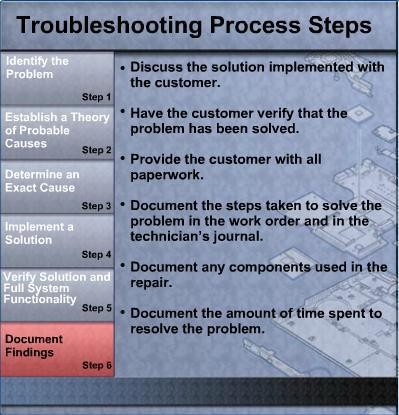 Troubleshooting Process Steps
Identify the
Problem
Step 1
Establish a Theory
of Probable
Causes
Step 2
Determine an
Exact Cause
Step 3
Implement a
Solution
Step 4
Verify Solution and
Full System
Functionality
Step 5
Document
Findings
Step 6
• Discuss the solution implemented with
the customer.
• Have the customer verify that the
problem has been solved.
• Provide the customer with all
paperwork.
• Document the steps taken to solve the
problem in the work order and in the
technician's journal.
• Document any components used in the
repair.
• Document the amount of time spent to
resolve the problem.